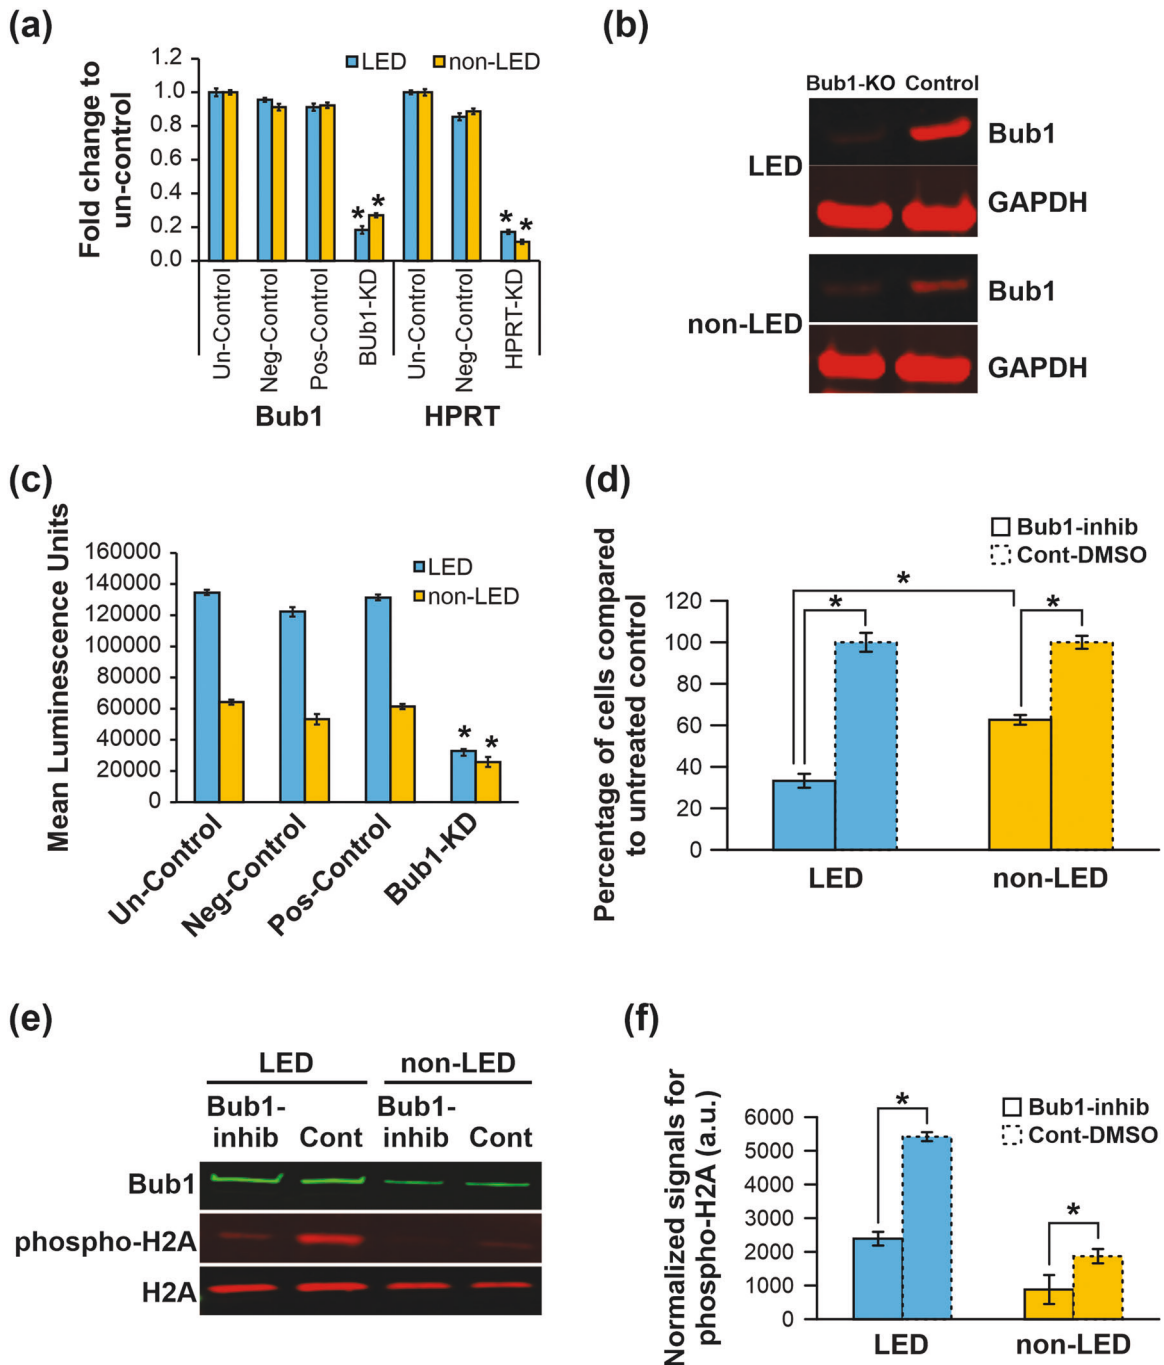 (a)
Fold change to
un-control
1.2
1.0
0.8
0.6
0.4
0.2
0.0
LED
non-LED
* * * *
Un-Control
Neg-Control
Pos-Control
BUb1-KD
Un-Control
Neg-Control
HPRT-KD
Bub1
HPRT
(b)
Bub1-KO Control
LED
Bub1
GAPDH
non-LED
Bub1
GAPDH
(c)
Mean Luminescence Units
160000
140000
120000
100000
80000
60000
40000
20000
0
LED
non-LED
* *
Un-Control
Neg-Control
Pos-Control
Bub1-KD
(d)
Percentage of cells compared
to untreated control
Bub1-inhib
Cont-DMSO
120
100
80
60
40
20
0
* * *
LED
non-LED
(e)
LED non-LED
Bub1-
inhib
Cont
Bub1-
inhib
Cont
Bub1
phospho-H2A
H2A
(f)
Normalized signals for
phospho-H2A (a.u.)
6000
5000
4000
3000
2000
1000
0
Bub1-inhib
Cont-DMSO
* *
LED
non-LED